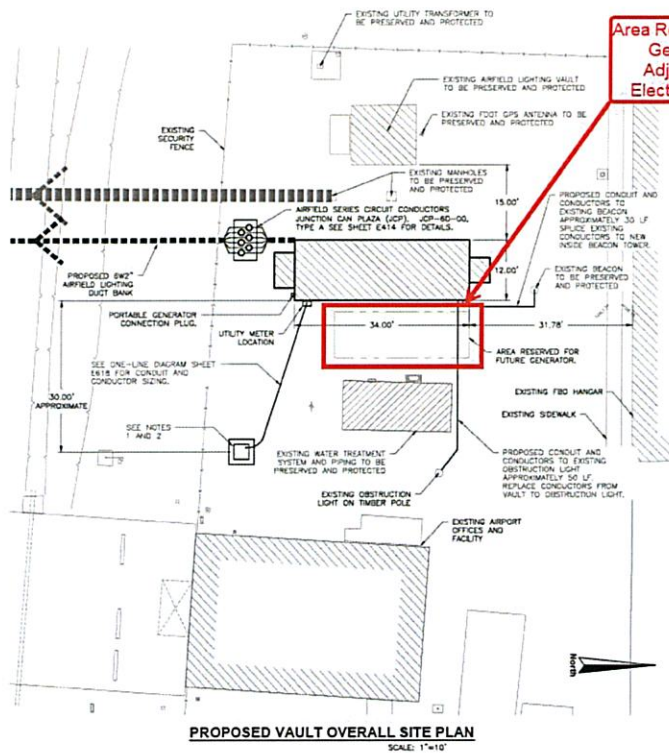 EXISTING UTILITY TRANSFORMER TO
BE PRESERVED AND PROTECTED
Area R
Ge
Adj
Elect
EXISTING AIRFIELD LIGHTING VAULT
TO BE PRESERVED AND PROTECTED
EXISTING FDOT GPS ANTENNA TO BE
PRESERVED AND PROTECTED
EXISTING
SECURITY
FENCE
EXISTING MANHOLES
TO BE PRESERVED
AND PROTECTED
15.00'
AIRFIELD SERIES CIRCUIT CONDUCTORS
JUNCTION CAN PLAZA (JCP). JCP-6D-00,
TYPE A SEE SHEET E414 FOR DETAILS.
PROPOSED CONDUIT AND
CONDUCTORS TO
EXISTING BEACON
APPROXIMATELY 30 LF
SPLICE EXISTING
CONDUCTORS TO NEW
INSIDE BEACON TOWER.
12.00'
PROPOSED 6W2"
AIRFIELD LIGHTING
DUCT BANK
EXISTING BEACON
TO BE PRESERVED
AND PROTECTED
PORTABLE GENERATOR
CONNECTION PLUG.
UTILITY METER
LOCATION
34.00'
31.78'
SEE ONE-LINE DIAGRAM SHEET
E618 FOR CONDUIT AND
CONDUCTOR SIZING.
AREA RESERVED FOR
FUTURE GENERATOR.
30.00'
APPROXIMATE
EXISTING FBO HANGAR
EXISTING SIDEWALK
SEE NOTES
1 AND 2
EXISTING WATER TREATMENT
SYSTEM AND PIPING TO BE
PRESERVED AND PROTECTED
PROPOSED CONDUIT AND
CONDUCTORS TO EXISTING
OBSTRUCTION LIGHT
APPROXIMATELY 50 LF.
REPLACE CONDUCTORS FROM
VAULT TO OBSTRUCTION LIGHT.
EXISTING OBSTRUCTION
LIGHT ON TIMBER POLE
EXISTING AIRPORT
OFFICES AND
FACILITY
North
PROPOSED VAULT OVERALL SITE PLAN
SCALE: 1"=10'